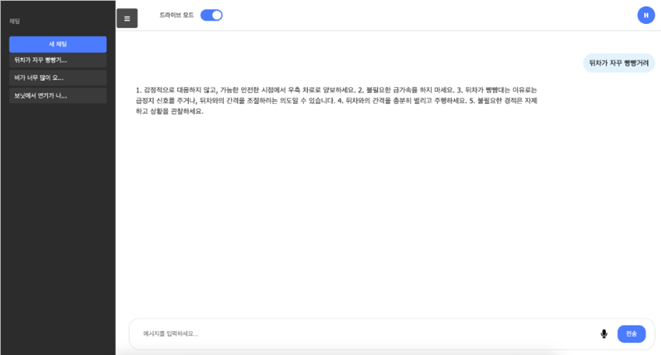 채팅
드라이브 모드
H
새 채팅
뒤차가 자꾸 빵빵거...
비가 너무 많이 오...
보닛에서 연기가 나...
뒤차가 자꾸 빵빵거려
1. 감정적으로 대응하지 않고, 가능한 안전한 시점에서 우측 차로로 양보하세요. 2. 불필요한 급가속을 하지 마세요. 3. 뒤차가 빵빵대는 이유로는
급정지 신호를 주거나, 뒤차와의 간격을 조절하려는 의도일 수 있습니다. 4. 뒤차와의 간격을 충분히 벌리고 주행하세요. 5. 불필요한 경적은 자제
하고 상황을 관찰하세요.
메시지를 입력하세요...
전송